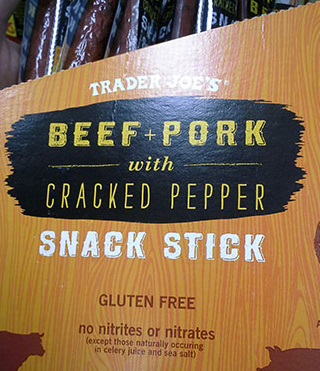 TRADER JOE'S®
BEEF + PORK
with
CRACKED PEPPER
SNACK STICK
GLUTEN FREE
no nitrites or nitrates
(except those naturally occuring
in celery juice and sea salt)